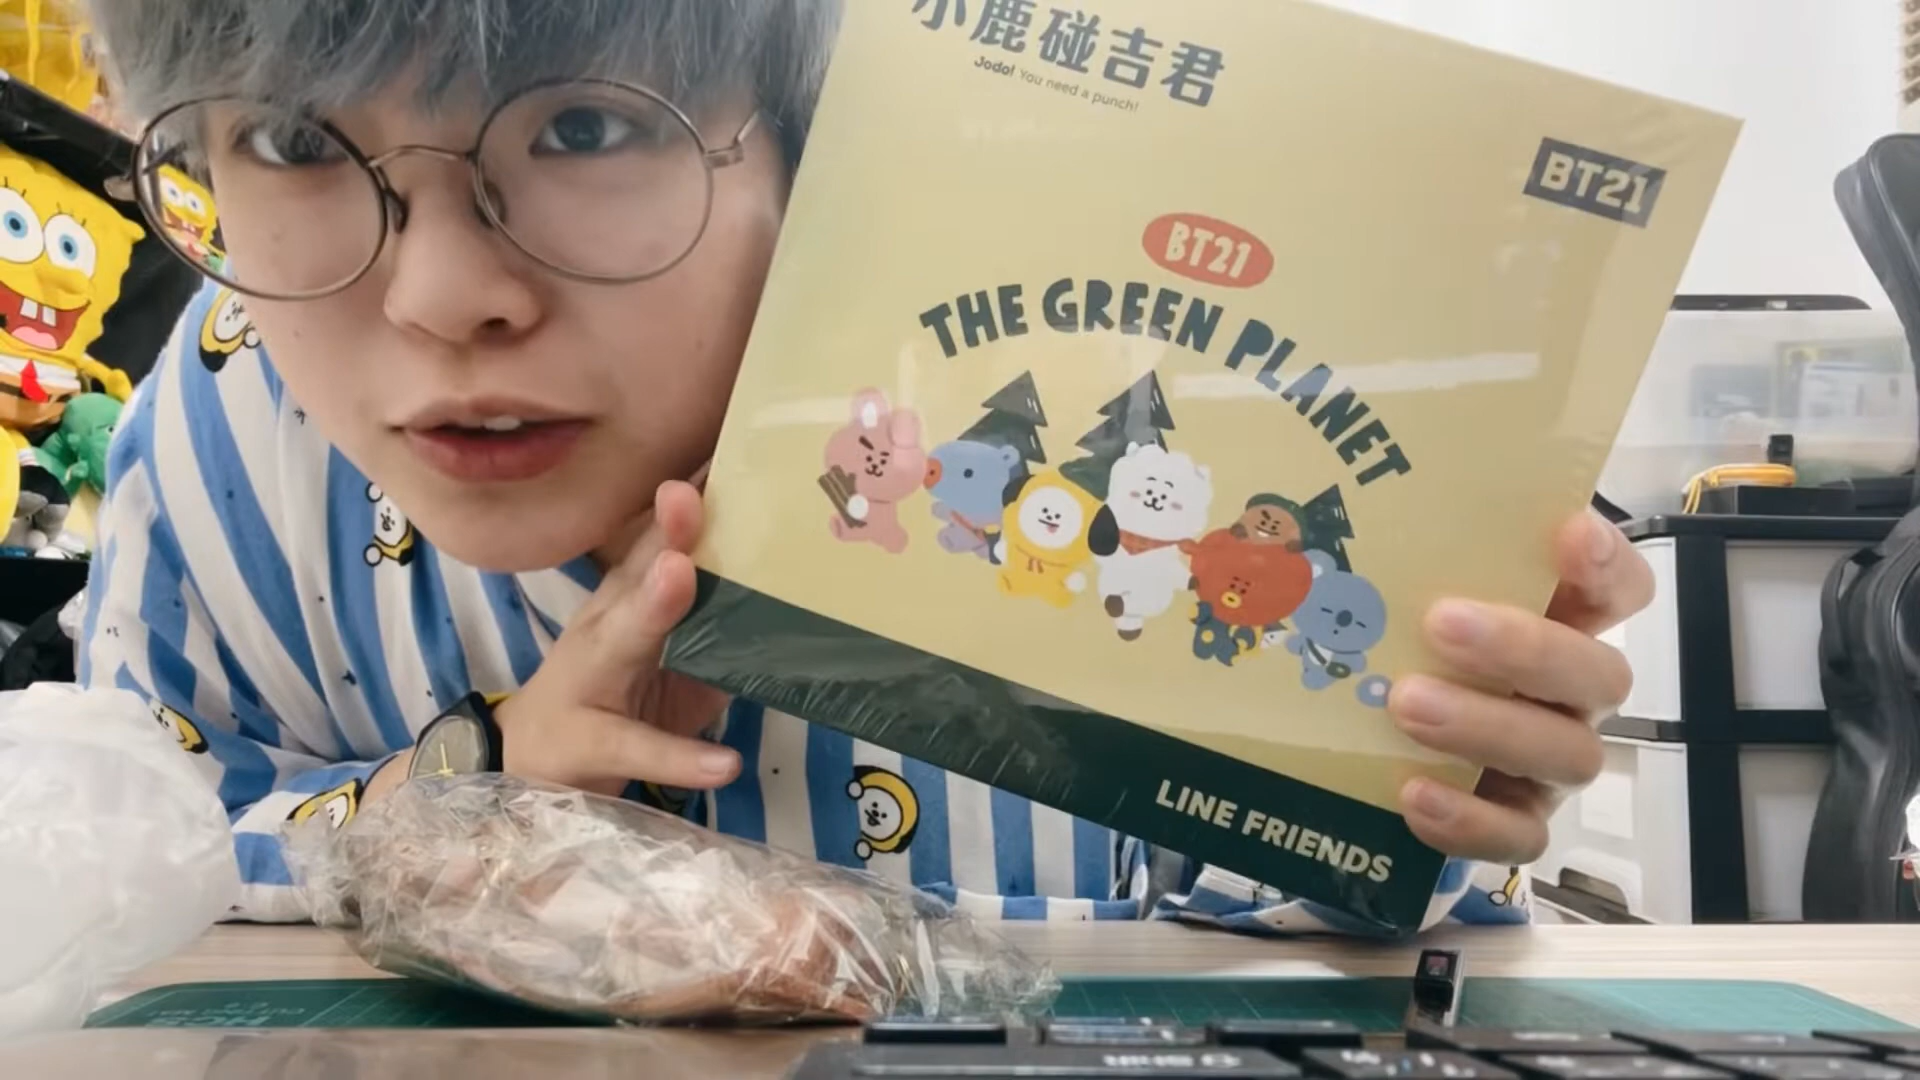 小鹿碰吉君
Jodo! You need a punch!
BT21
BT21
THE GREEN PLANET
LINE FRIENDS